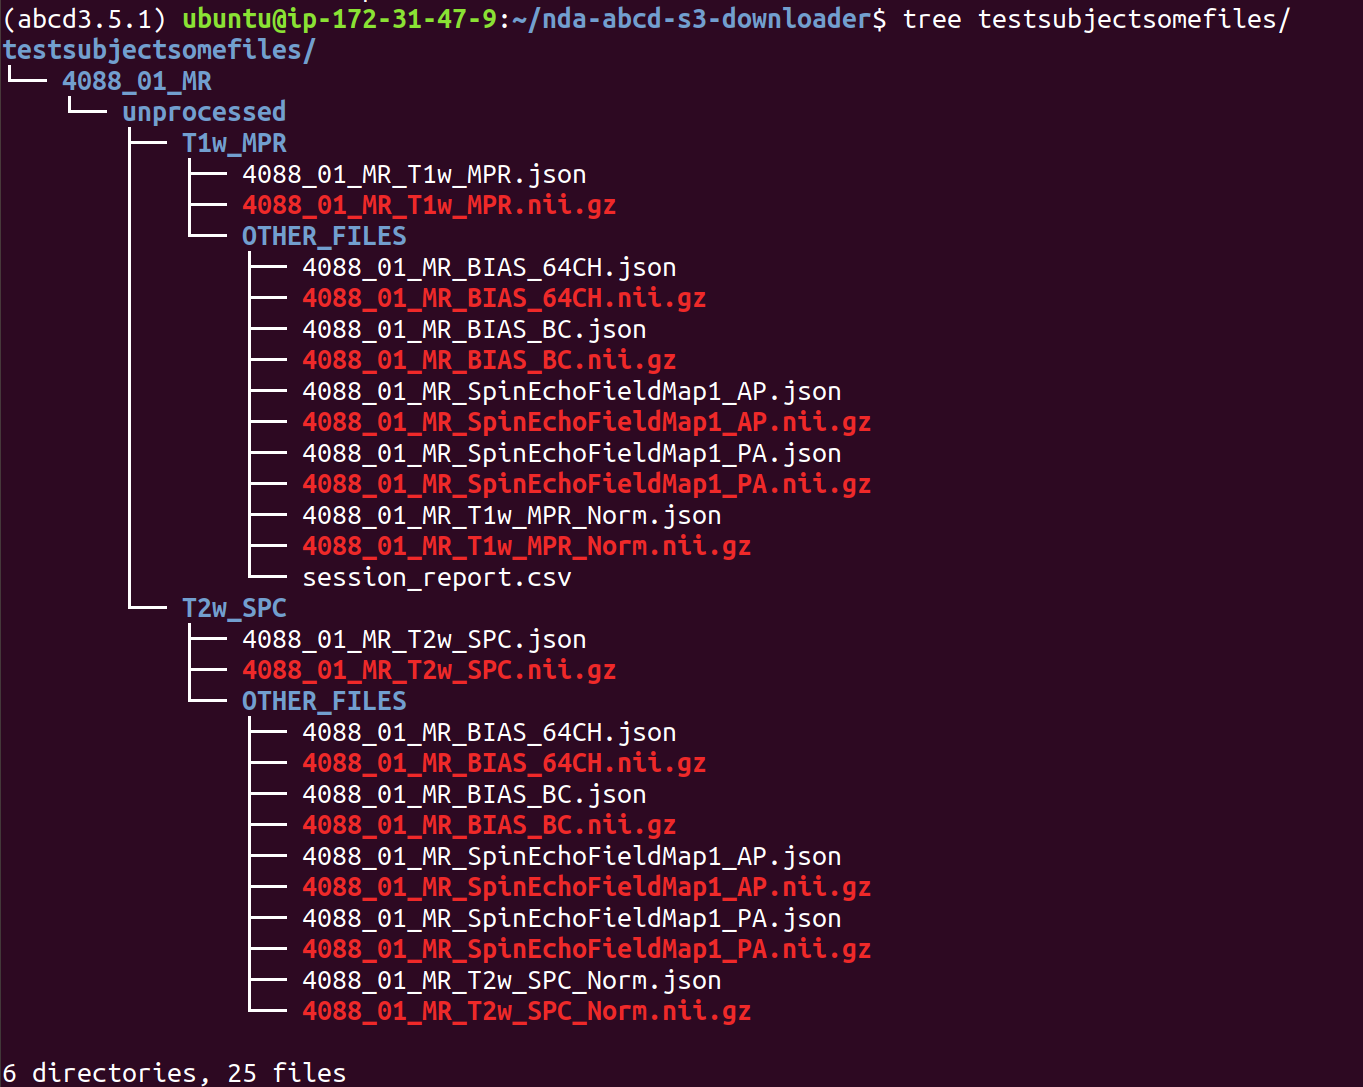 (abcd3.5.1) ubuntu@ip-172-31-47-9:~/nda-abcd-s3-downloader$ tree testsubjectsomefiles/
testsubjectsomefiles/
└── 4088_01_MR
    └── unprocessed
        ├── T1w_MPR
        │   ├── 4088_01_MR_T1w_MPR.json
        │   ├── 4088_01_MR_T1w_MPR.nii.gz
        │   └── OTHER_FILES
        │       ├── 4088_01_MR_BIAS_64CH.json
        │       ├── 4088_01_MR_BIAS_64CH.nii.gz
        │       ├── 4088_01_MR_BIAS_BC.json
        │       ├── 4088_01_MR_BIAS_BC.nii.gz
        │       ├── 4088_01_MR_SpinEchoFieldMap1_AP.json
        │       ├── 4088_01_MR_SpinEchoFieldMap1_AP.nii.gz
        │       ├── 4088_01_MR_SpinEchoFieldMap1_PA.json
        │       ├── 4088_01_MR_SpinEchoFieldMap1_PA.nii.gz
        │       ├── 4088_01_MR_T1w_MPR_Norm.json
        │       ├── 4088_01_MR_T1w_MPR_Norm.nii.gz
        │       └── session_report.csv
        └── T2w_SPC
            ├── 4088_01_MR_T2w_SPC.json
            ├── 4088_01_MR_T2w_SPC.nii.gz
            └── OTHER_FILES
                ├── 4088_01_MR_BIAS_64CH.json
                ├── 4088_01_MR_BIAS_64CH.nii.gz
                ├── 4088_01_MR_BIAS_BC.json
                ├── 4088_01_MR_BIAS_BC.nii.gz
                ├── 4088_01_MR_SpinEchoFieldMap1_AP.json
                ├── 4088_01_MR_SpinEchoFieldMap1_AP.nii.gz
                ├── 4088_01_MR_SpinEchoFieldMap1_PA.json
                ├── 4088_01_MR_SpinEchoFieldMap1_PA.nii.gz
                ├── 4088_01_MR_T2w_SPC_Norm.json
                └── 4088_01_MR_T2w_SPC_Norm.nii.gz

6 directories, 25 files